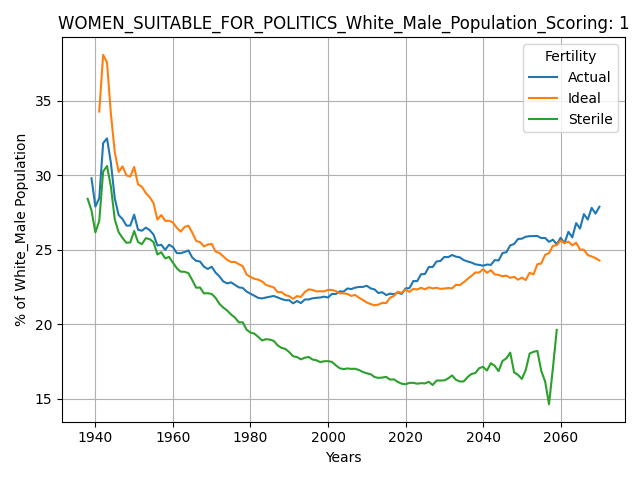 WOMEN_SUITABLE_FOR_POLITICS_White_Male_Population_Scoring: 1
Fertility
Actual
Ideal
Sterile
% of White_Male Population
35
30
25
20
15
1940 1960 1980 2000 2020 2040 2060
Years